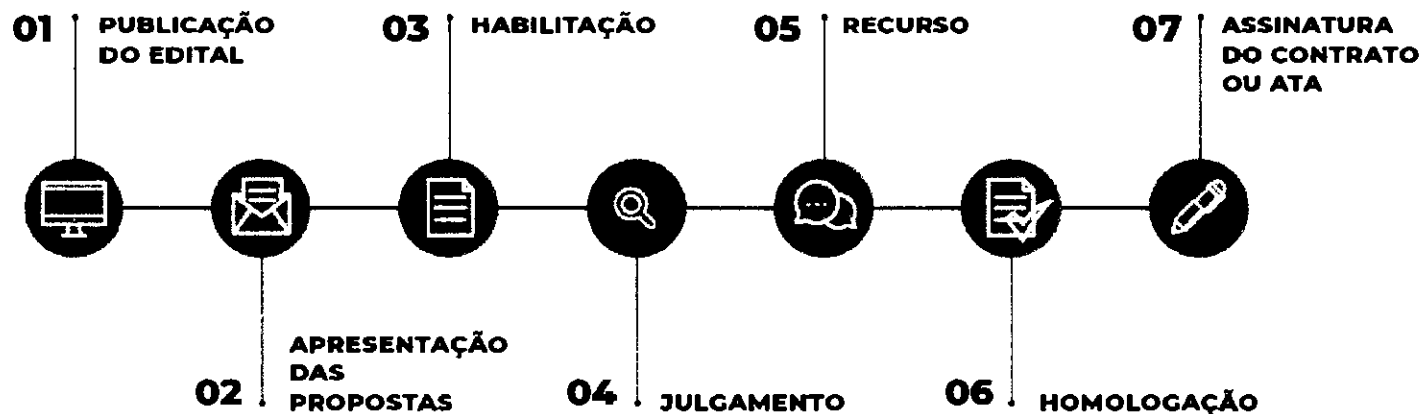 01
PUBLICAÇÃO
DO EDITAL
03
HABILITAÇÃO
05
RECURSO
07
ASSINATURA
DO CONTRATO
OU ATA
02
APRESENTAÇÃO
DAS
PROPOSTAS
04
JULGAMENTO
06
HOMOLOGAÇÃO